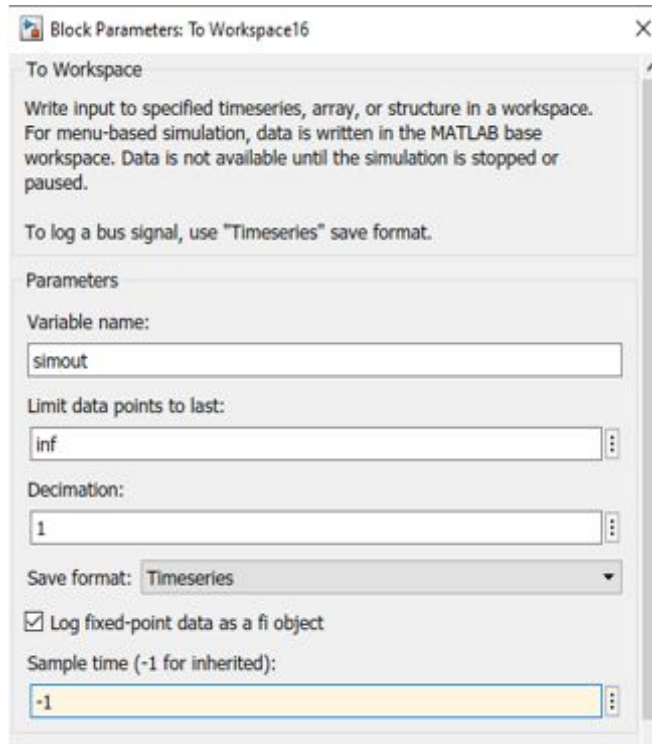 Block Parameters: To Workspace16
To Workspace
Write input to specified timeseries, array, or structure in a workspace.
For menu-based simulation, data is written in the MATLAB base
workspace. Data is not available until the simulation is stopped or
paused.
To log a bus signal, use "Timeseries" save format.
Parameters
Variable name:
simout
Limit data points to last:
inf
Decimation:
1
Save format: Timeseries
Log fixed-point data as a fi object
Sample time (-1 for inherited):
-1